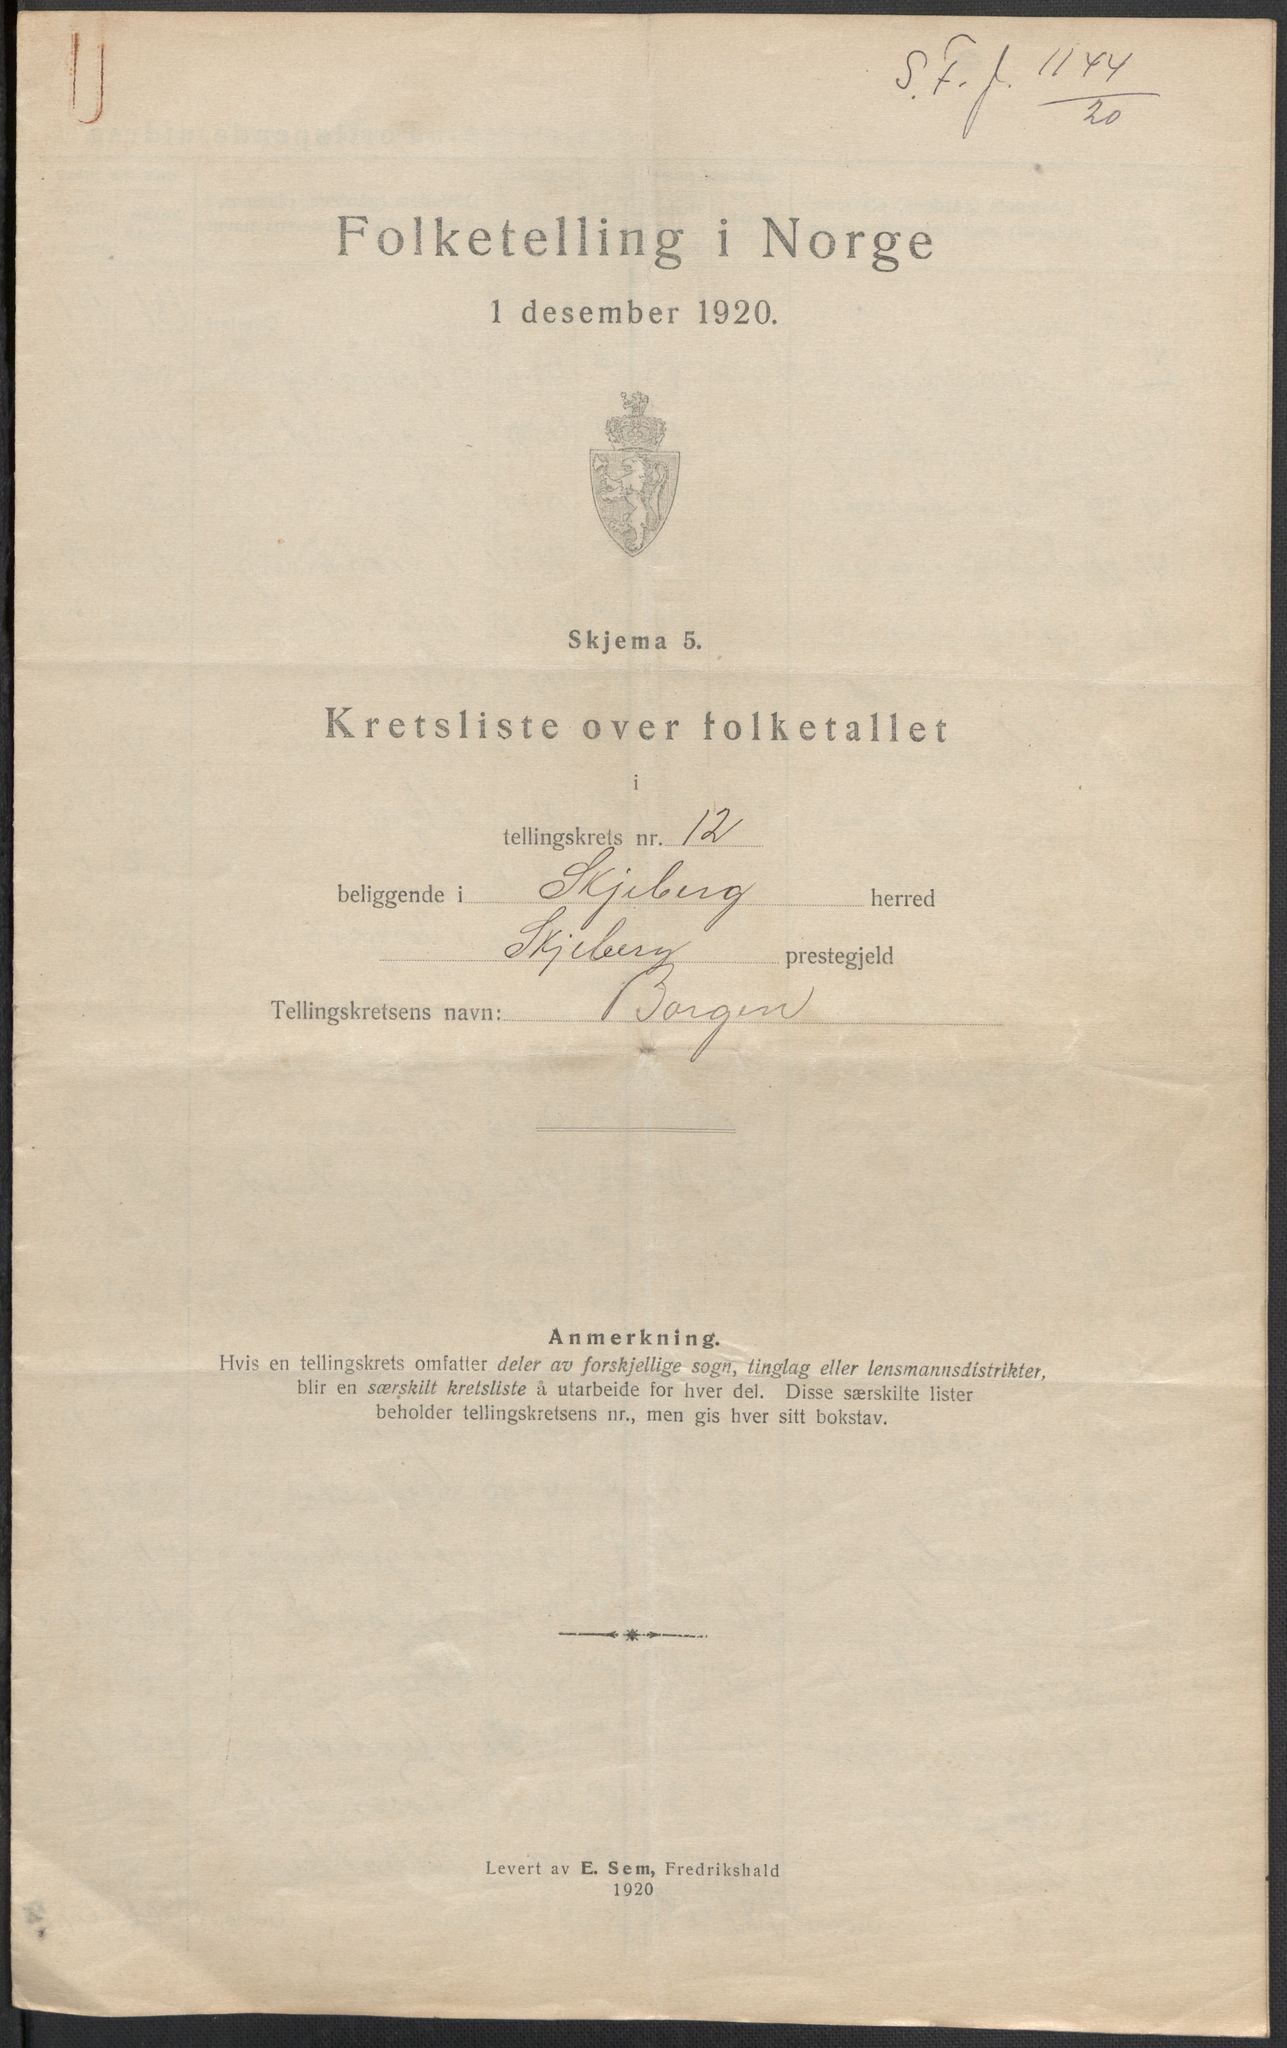 S. F. j. 1144/20
Folketelling i Norge
1 desember 1920.
Skjema 5.
Kretsliste over folketallet
i
tellingskrets nr. 12
beliggende i Skjeberg herred
Skjeberg prestegjeld
Tellingskretsens navn: Borgen
Anmerkning.
Hvis en tellingskrets omfatter deler av forskjellige sogn, tinglag eller lensmannsdistrikter,
blir en særskilt kretsliste å utarbeide for hver del. Disse særskilte lister
beholder tellingskretsens nr., men gis hver sitt bokstav.
Levert av E. Sem, Fredrikshald
1920